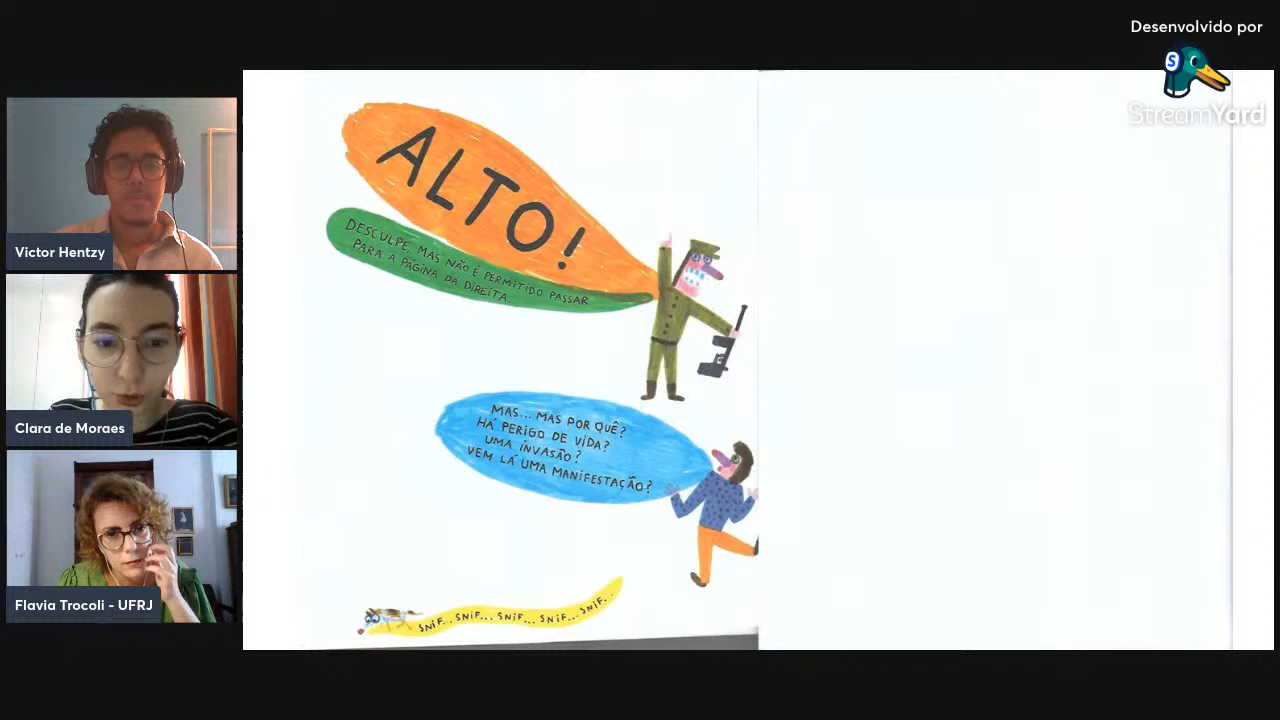 Desenvolvido por
S
StreamYard
Victor Hentzy
Clara de Moraes
Flavia Trocoli - UFRJ
ALTO!
DESCULPE, MAS NÃO É PERMITIDO PASSAR
PARA A PÁGINA DA DIREITA.
MAS... MAS POR QUÊ?
HÁ PERIGO DE VIDA?
UMA INVASÃO?
VEM LÁ UMA MANIFESTAÇÃO?
SNIF... SNIF... SNIF... SNIF... SNIF...